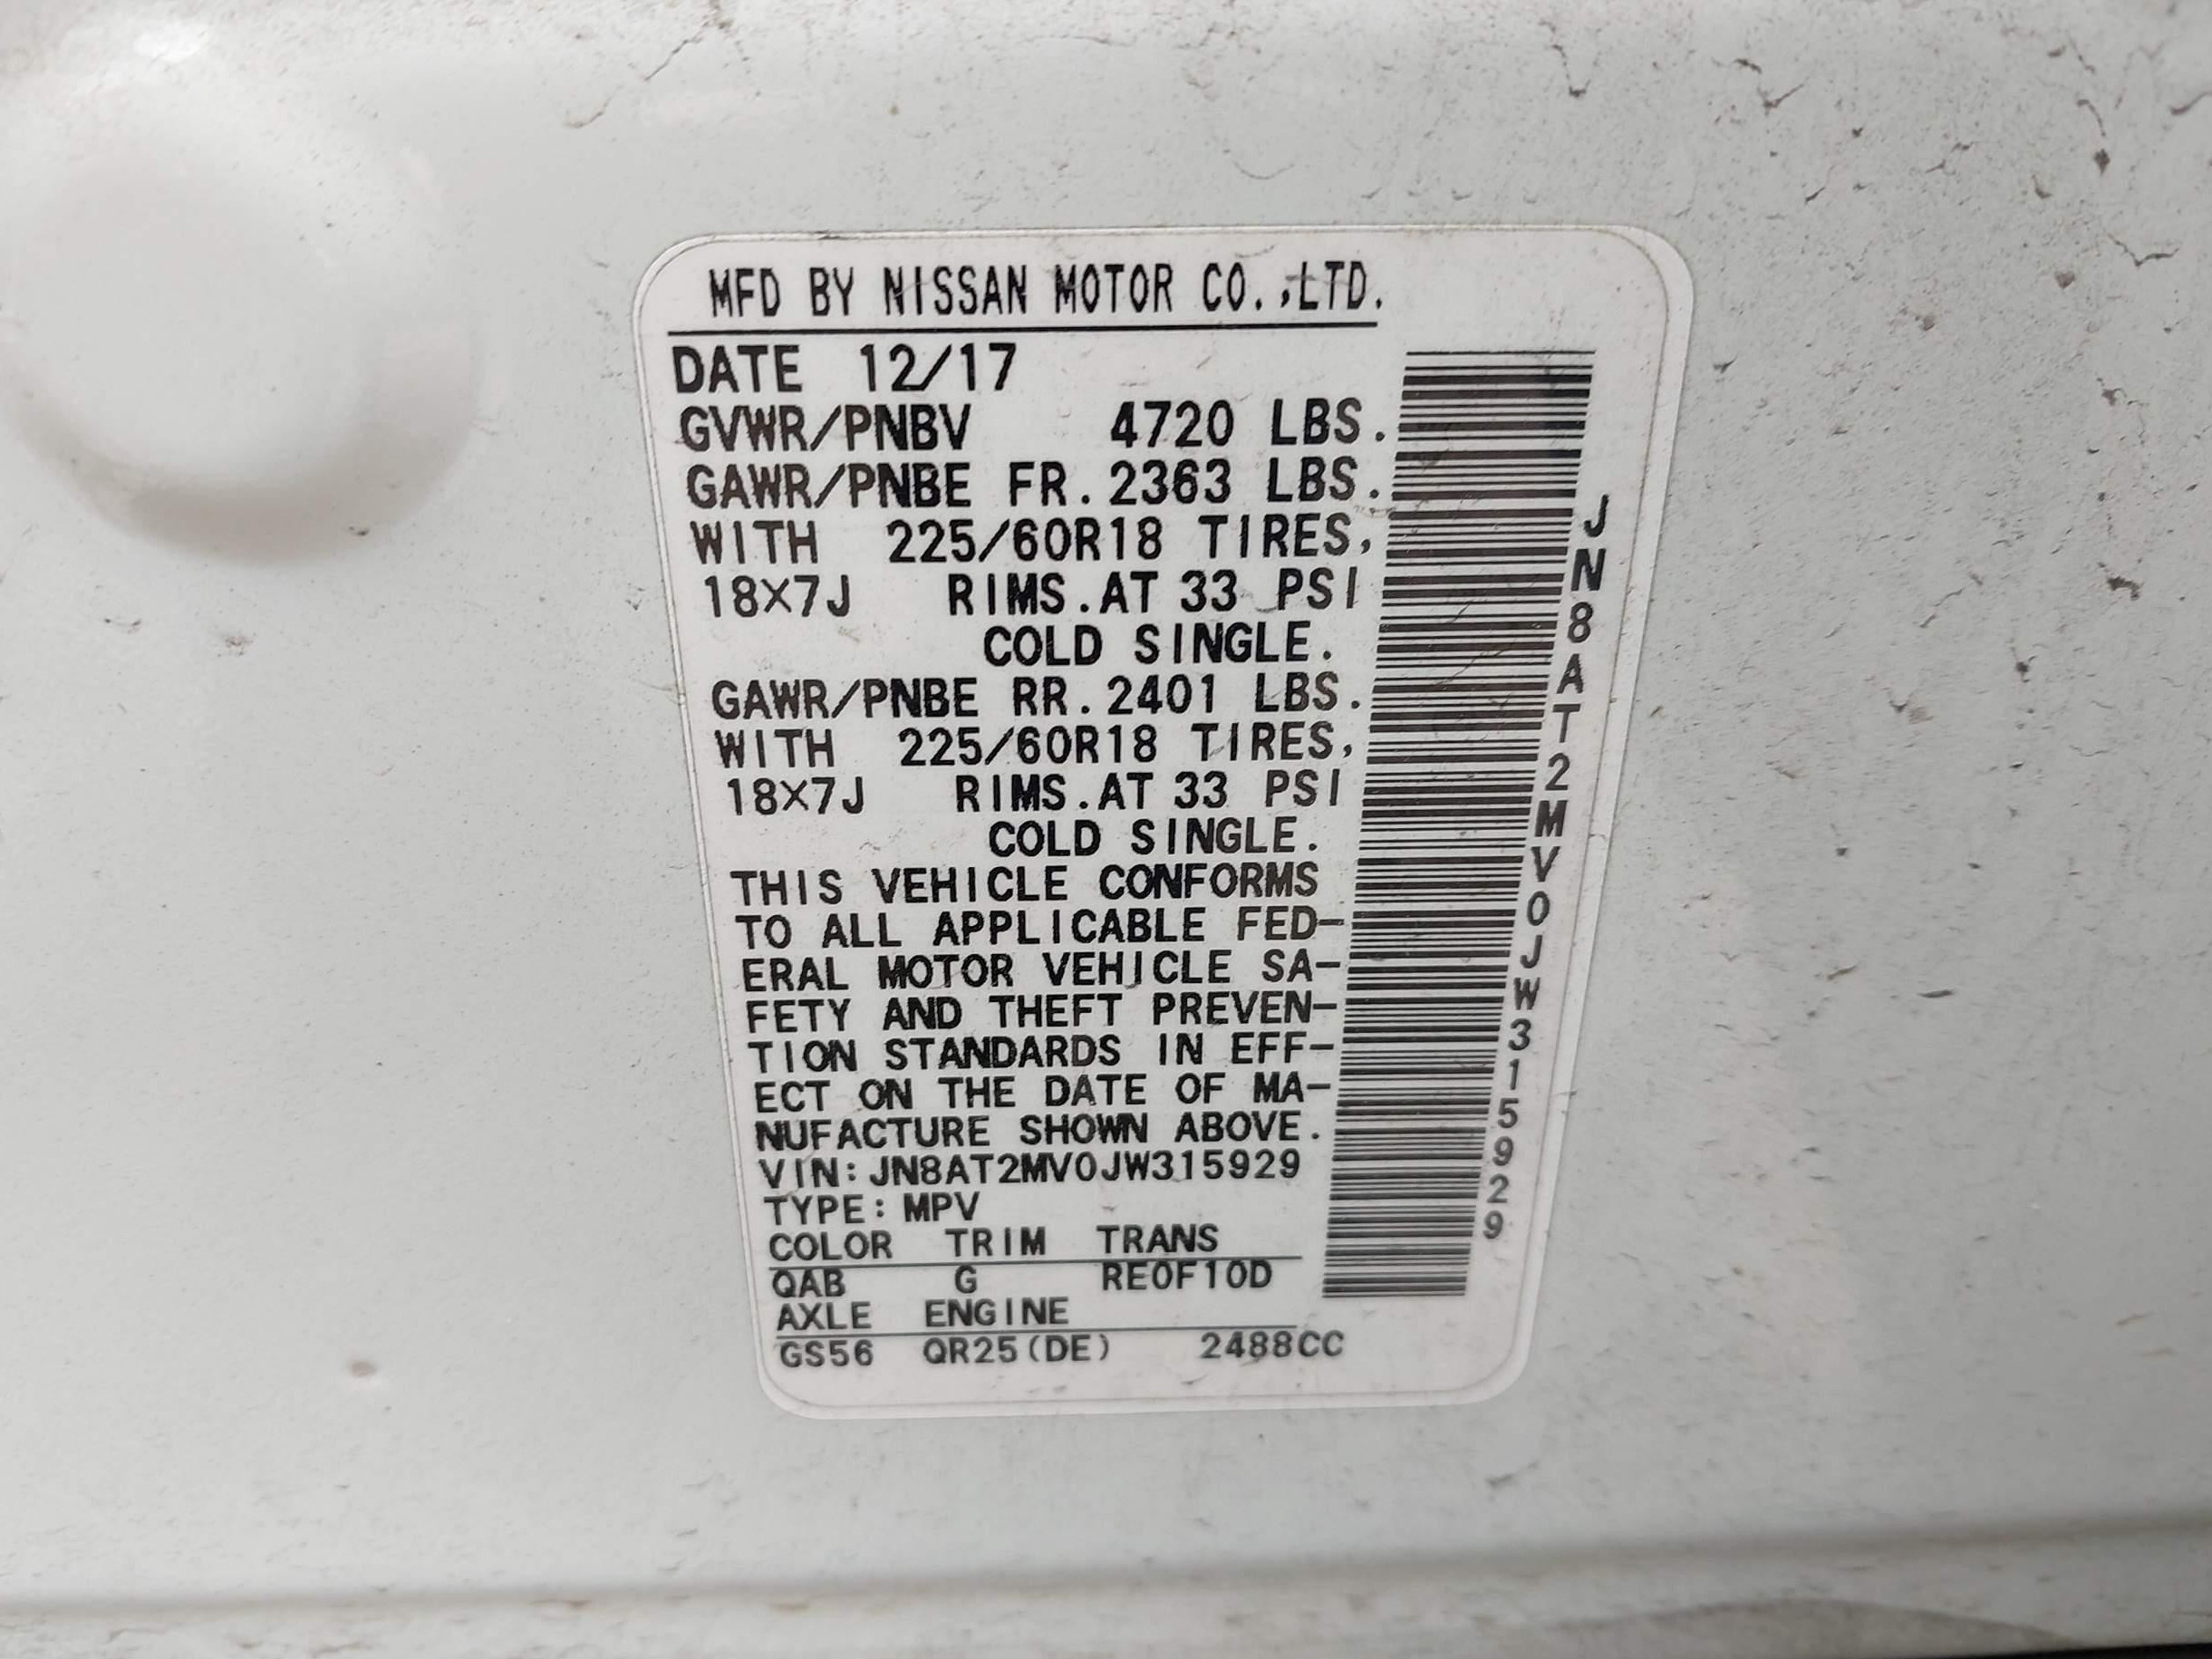 MFD BY NISSAN MOTOR CO.,LTD.
DATE 12/17
GVWR/PNBV 4720 LBS.
GAWR/PNBE FR.2363 LBS.
WITH 225/60R18 TIRES,
18X7J RIMS.AT 33 PSI
COLD SINGLE.
GAWR/PNBE RR.2401 LBS.
WITH 225/60R18 TIRES,
18X7J RIMS.AT 33 PSI
COLD SINGLE.
THIS VEHICLE CONFORMS
TO ALL APPLICABLE FED-
ERAL MOTOR VEHICLE SA-
FETY AND THEFT PREVEN-
TION STANDARDS IN EFF-
ECT ON THE DATE OF MA-
NUFACTURE SHOWN ABOVE.
VIN:JN8AT2MV0JW315929
TYPE:MPV
COLOR TRIM TRANS
QAB G RE0F10D
AXLE ENGINE
GS56 QR25(DE) 2488CC
JN8AT2MV0JW315929